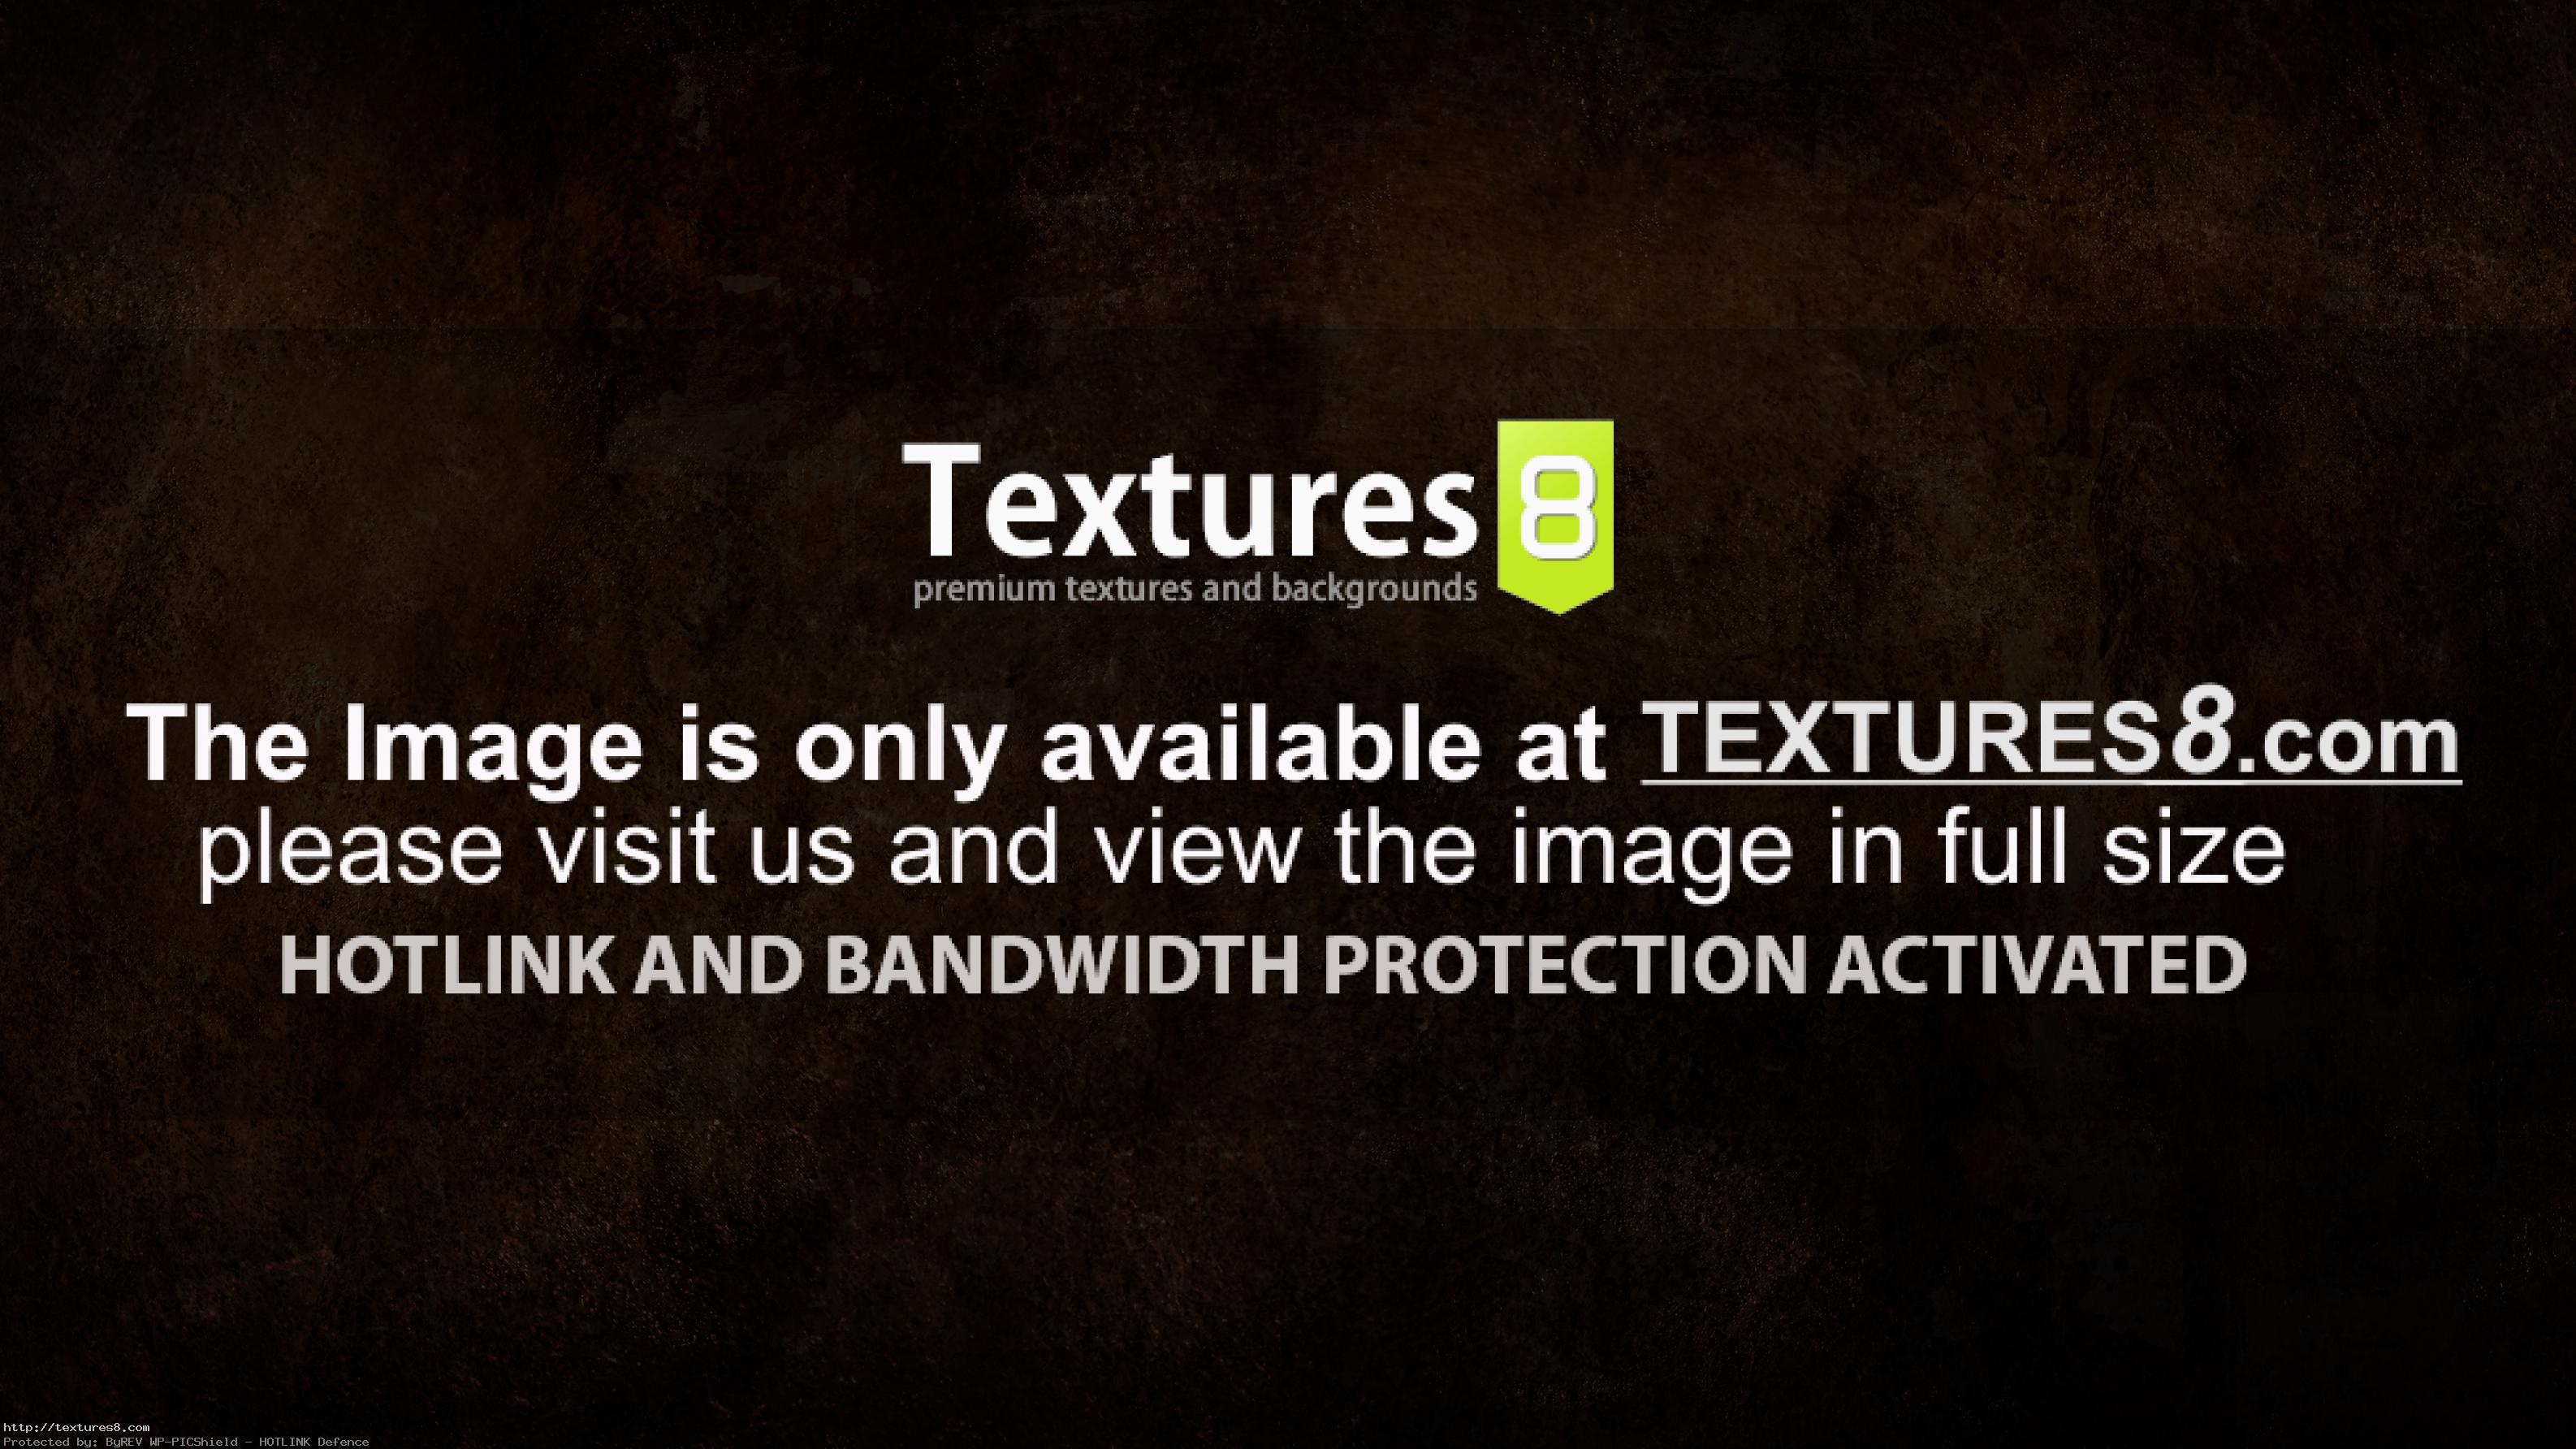 Textures 8
premium textures and backgrounds
The Image is only available at TEXTURES8.com
please visit us and view the image in full size
HOTLINK AND BANDWIDTH PROTECTION ACTIVATED
http://textures8.com
Protected by: ByREV WP-PICShield - HOTLINK Defence